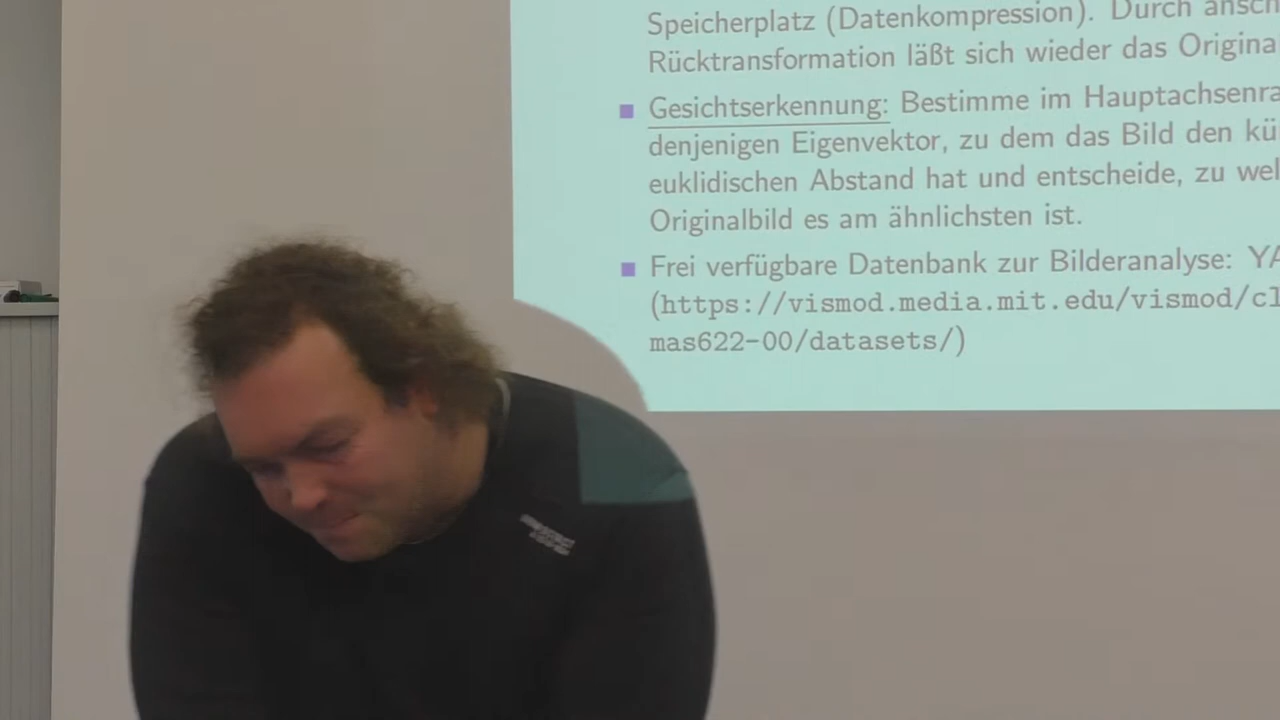 Speicherplatz (Datenkompression). Durch ansch
Rücktransformation läßt sich wieder das Origina
Gesichtserkennung: Bestimme im Hauptachsenra
denjenigen Eigenvektor, zu dem das Bild den kü
euklidischen Abstand hat und entscheide, zu wel
Originalbild es am ähnlichsten ist.
Frei verfügbare Datenbank zur Bilderanalyse: YA
(https://vismod.media.mit.edu/vismod/cl
mas622-00/datasets/)